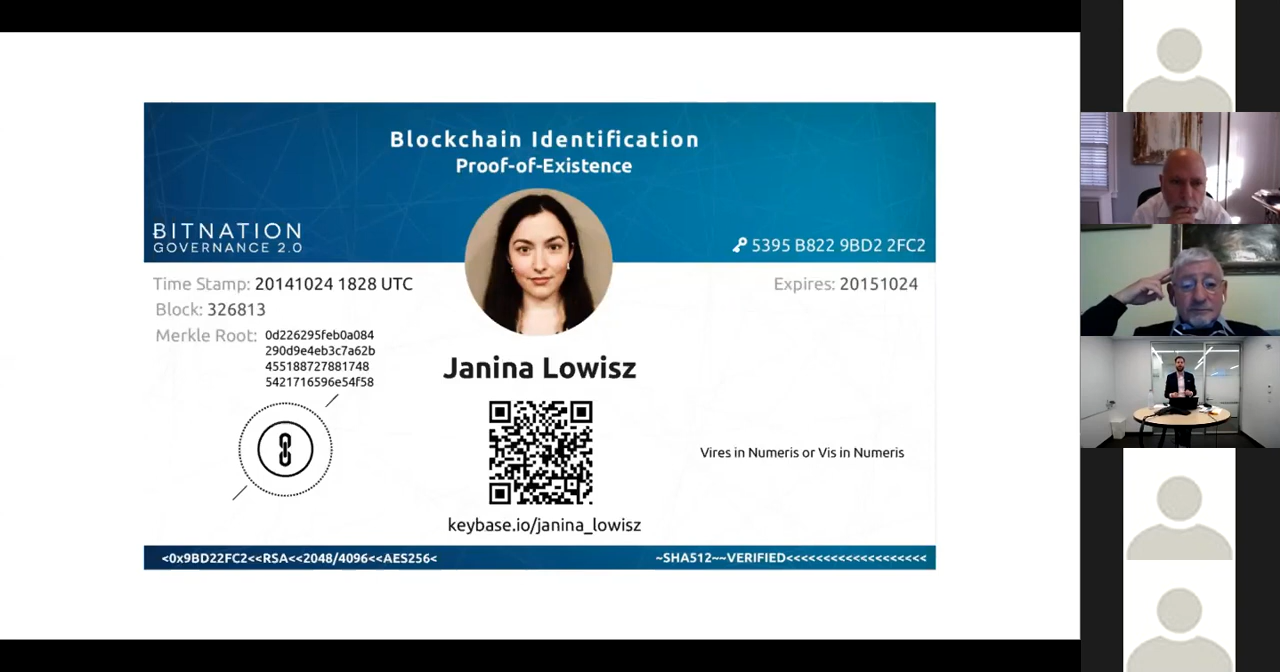 Blockchain Identification
Proof-of-Existence
BITNATION
GOVERNANCE 2.0
5395 B822 9BD2 2FC2
Time Stamp: 20141024 1828 UTC
Expires: 20151024
Block: 326813
Merkle Root: 0d226295feb0a084
290d9e4eb3c7a62b
455188727881748
5421716596e54f58
Janina Lowisz
Vires in Numeris or Vis in Numeris
keybase.io/janina_lowisz
<0x9BD22FC2<<RSA<<2048/4096<<AES256<
~SHA512~~VERIFIED<<<<<<<<<<<<<<<<<<<